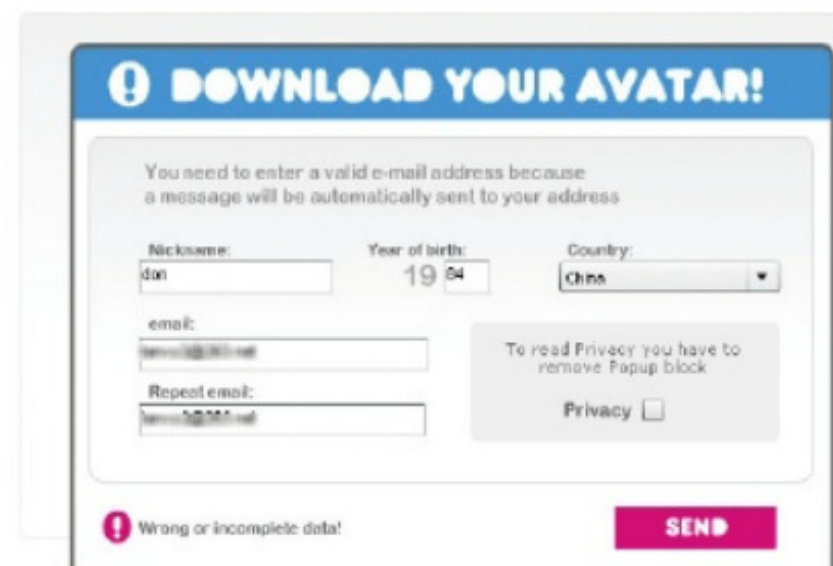 DOWNLOAD YOUR AVATAR!
You need to enter a valid e-mail address because
a message will be automatically sent to your address
Nickname: Year of birth: Country:
don 19 84 China
email:
To read Privacy you have to
remove Popup block
Repeat email:
Privacy
Wrong or incomplete data!
SEND